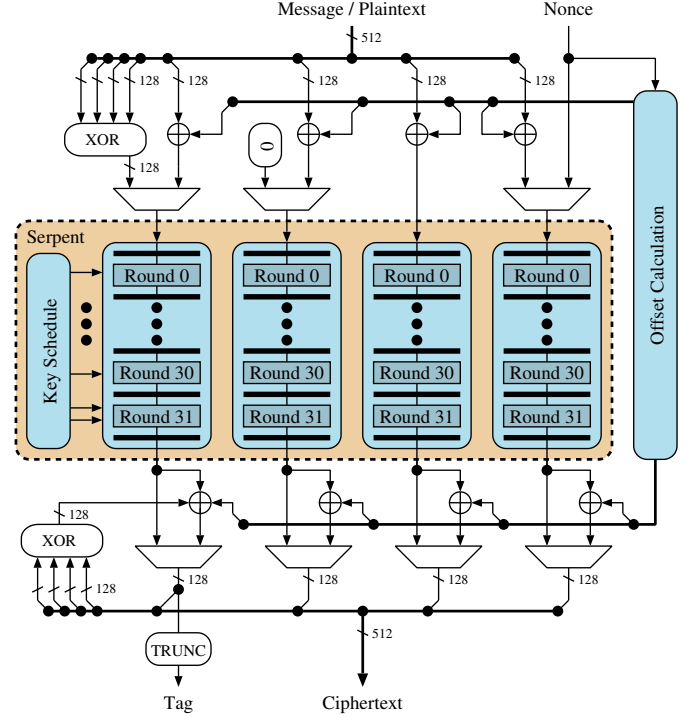 Message / Plaintext
Nonce
512
128
128
128
128
128
XOR
128
0
Offset Calculation
Serpent
Key Schedule
Round 0
Round 0
Round 0
Round 0
Round 30
Round 30
Round 30
Round 30
Round 31
Round 31
Round 31
Round 31
128
XOR
128
128
128
128
128
512
TRUNC
Tag
Ciphertext